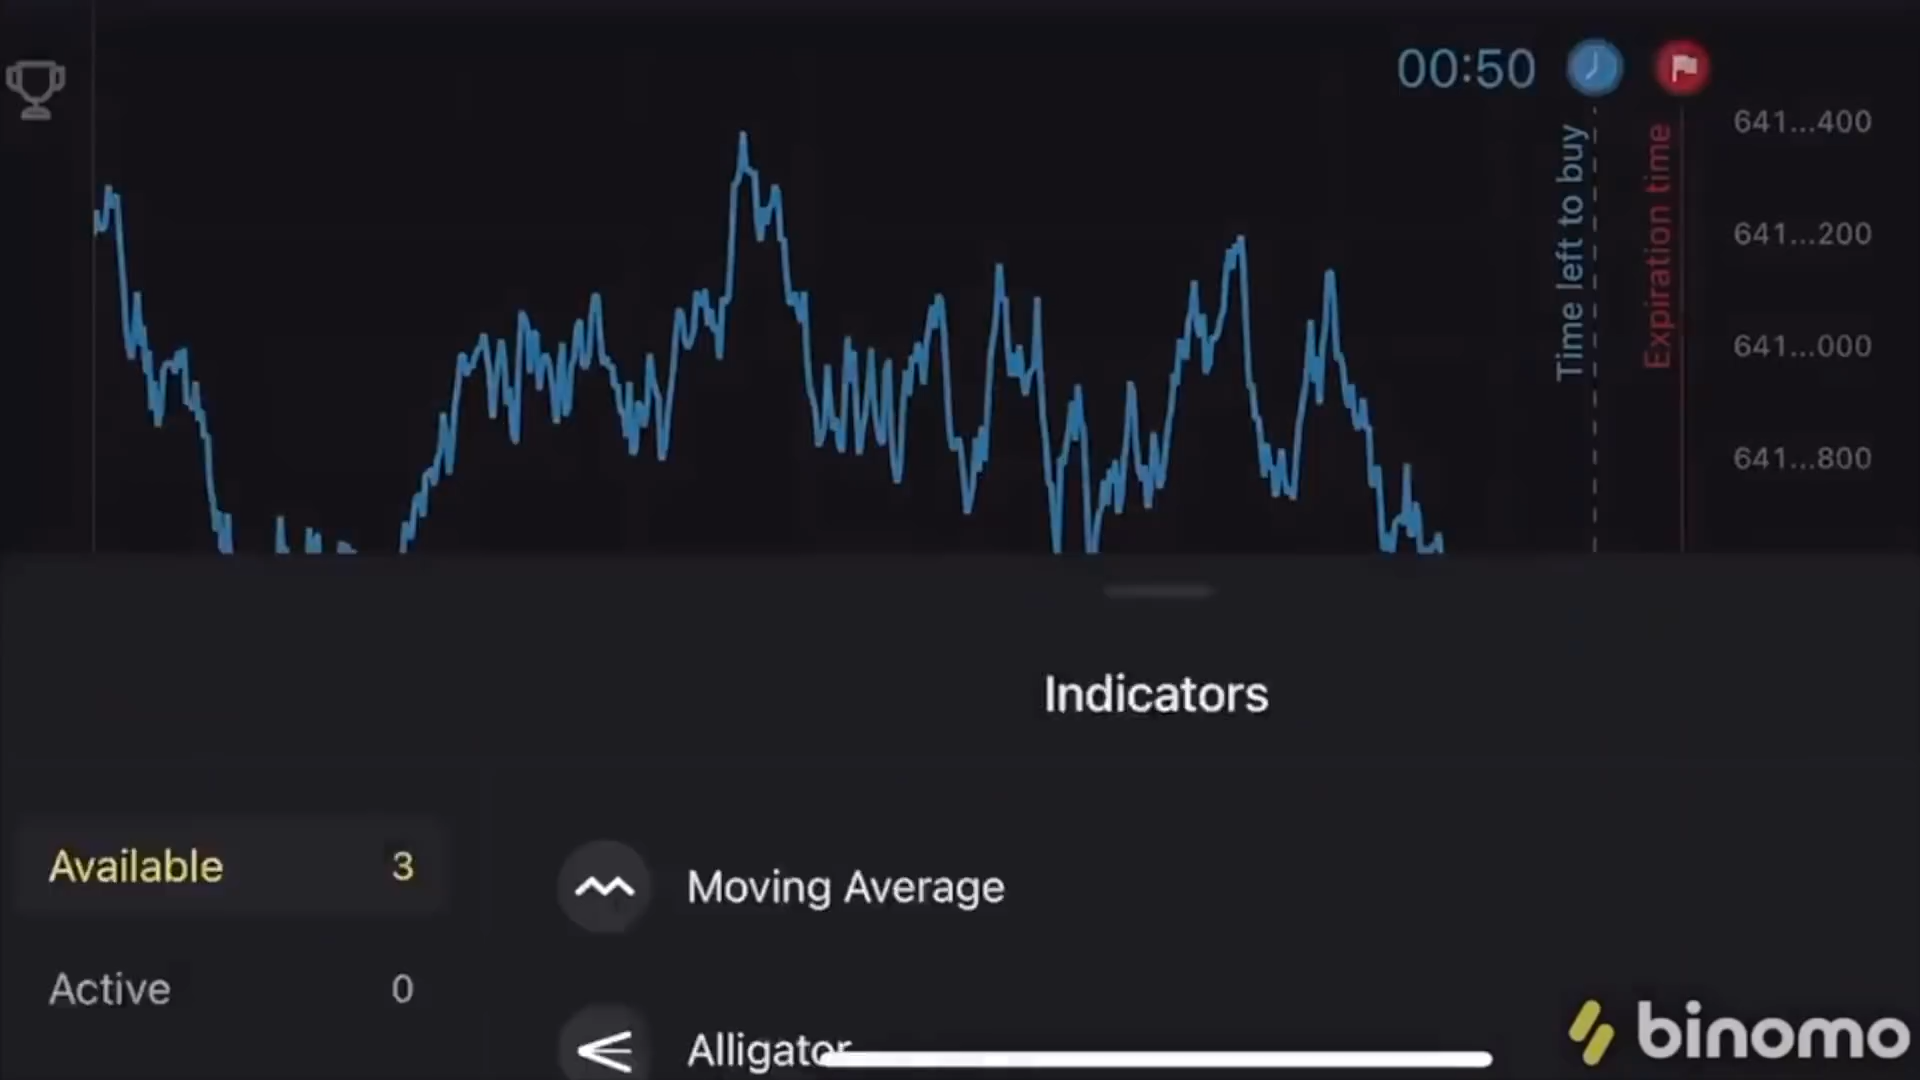 00:50
Time left to buy
Expiration time
641...400
641...200
641...000
641...800
Indicators
Available 3
Active 0
Moving Average
Alligator
binomo